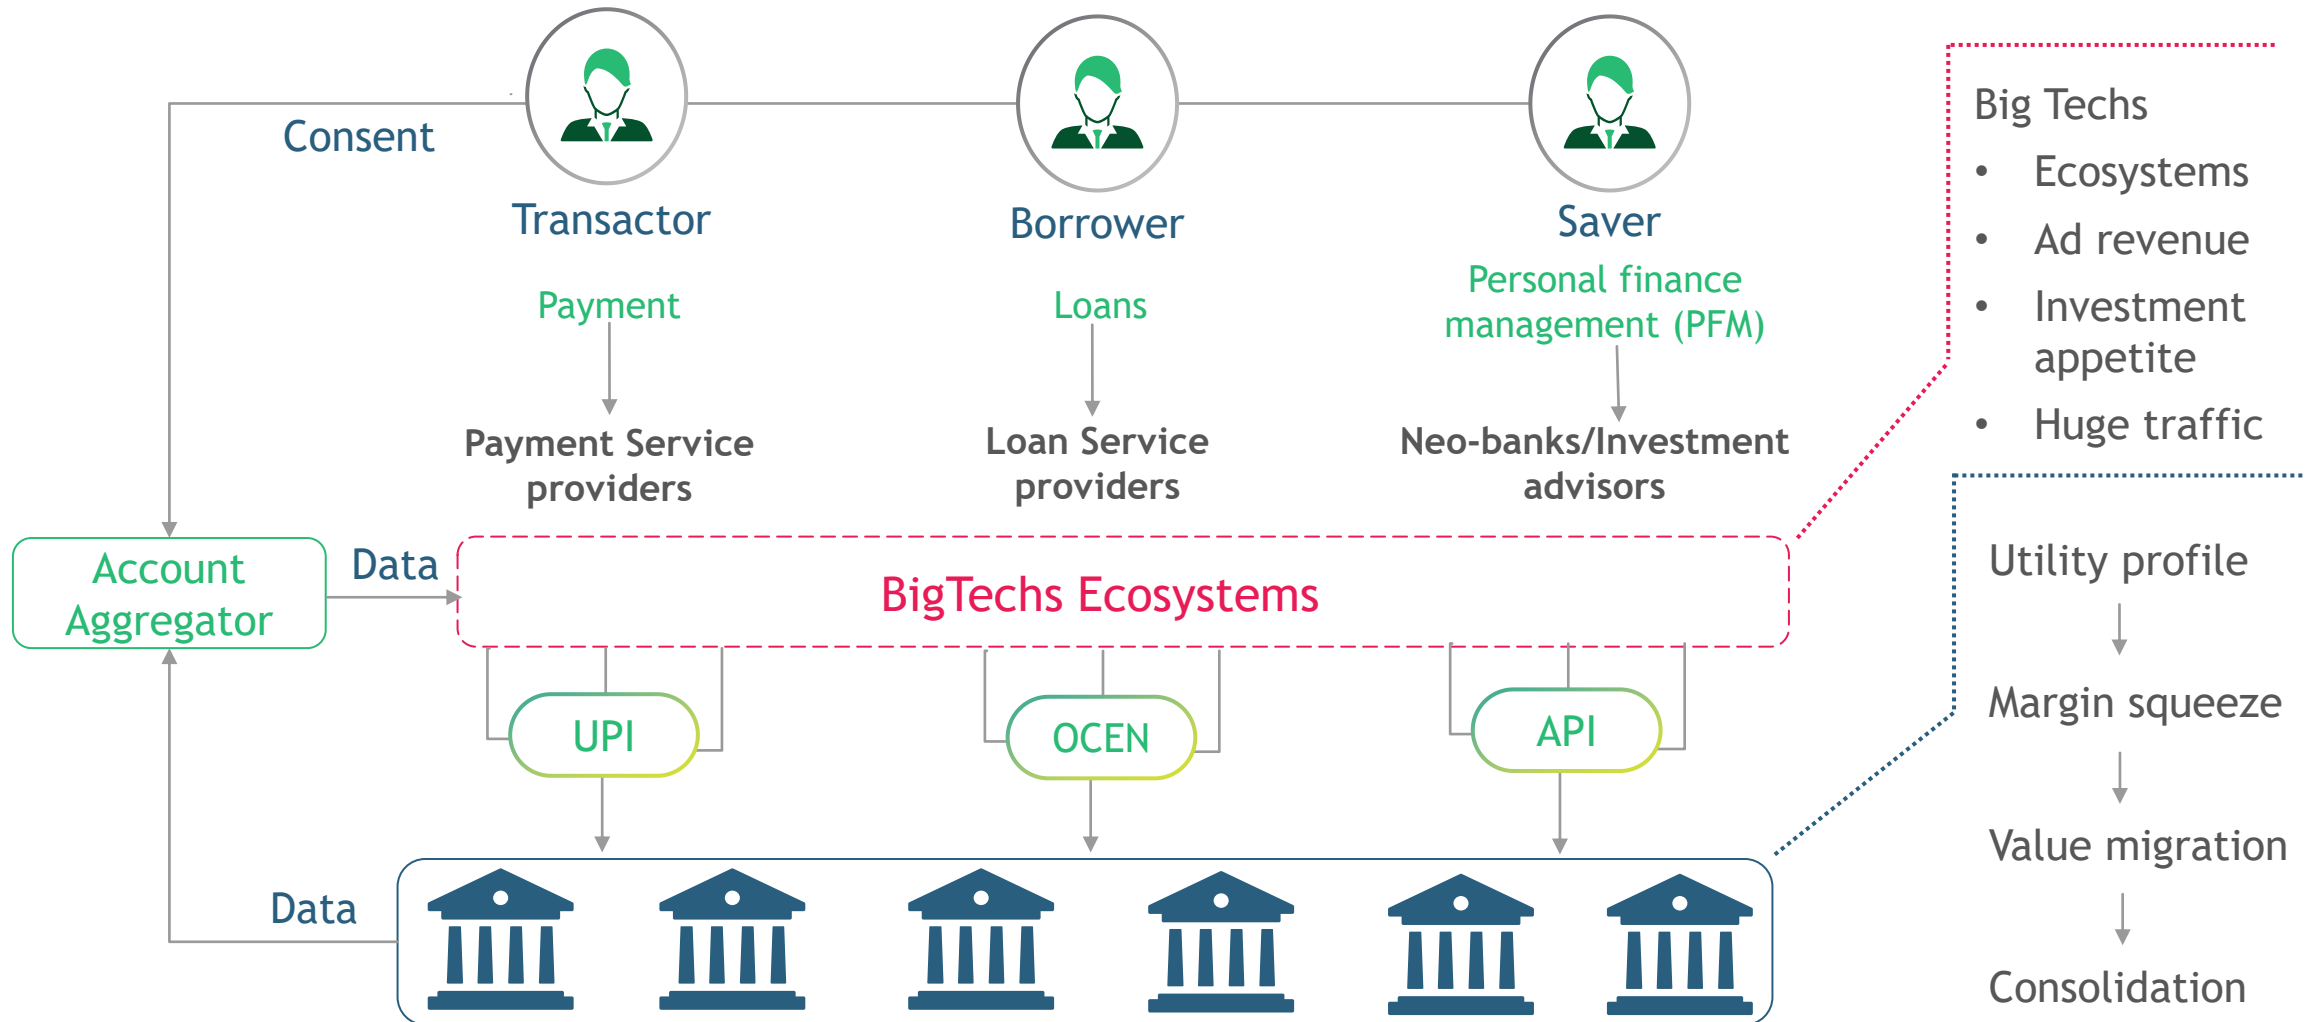 Consent
Transactor
Borrower
Saver
Payment
Loans
Personal finance
management (PFM)
Payment Service
providers
Loan Service
providers
Neo-banks/Investment
advisors
Account
Aggregator
Data
BigTechs Ecosystems
UPI
OCEN
API
Data
Big Techs
• Ecosystems
• Ad revenue
• Investment
appetite
• Huge traffic
Utility profile
Margin squeeze
Value migration
Consolidation